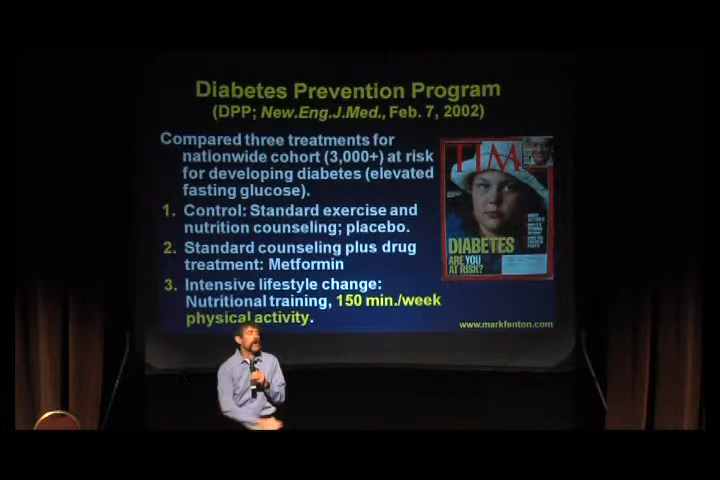 Diabetes Prevention Program
(DPP; New.Eng.J.Med., Feb. 7, 2002)
Compared three treatments for
nationwide cohort (3,000+) at risk
for developing diabetes (elevated
fasting glucose).
1. Control: Standard exercise and
nutrition counseling; placebo.
2. Standard counseling plus drug
treatment: Metformin
3. Intensive lifestyle change:
Nutritional training, 150 min./week
physical activity.
TIME
DIABETES
ARE YOU
AT RISK?
www.markfenton.com